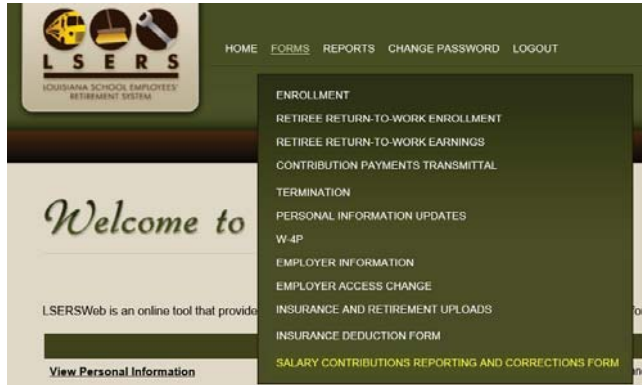 HOME FORMS REPORTS CHANGE PASSWORD LOGOUT
LSERS
LOUISIANA SCHOOL EMPLOYEES'
RETIREMENT SYSTEM
ENROLLMENT
RETIREE RETURN-TO-WORK ENROLLMENT
RETIREE RETURN-TO-WORK EARNINGS
CONTRIBUTION PAYMENTS TRANSMITTAL
TERMINATION
PERSONAL INFORMATION UPDATES
W-4P
EMPLOYER INFORMATION
EMPLOYER ACCESS CHANGE
INSURANCE AND RETIREMENT UPLOADS
INSURANCE DEDUCTION FORM
SALARY CONTRIBUTIONS REPORTING AND CORRECTIONS FORM
Welcome to
LSERSWeb is an online tool that provide
View Personal Information